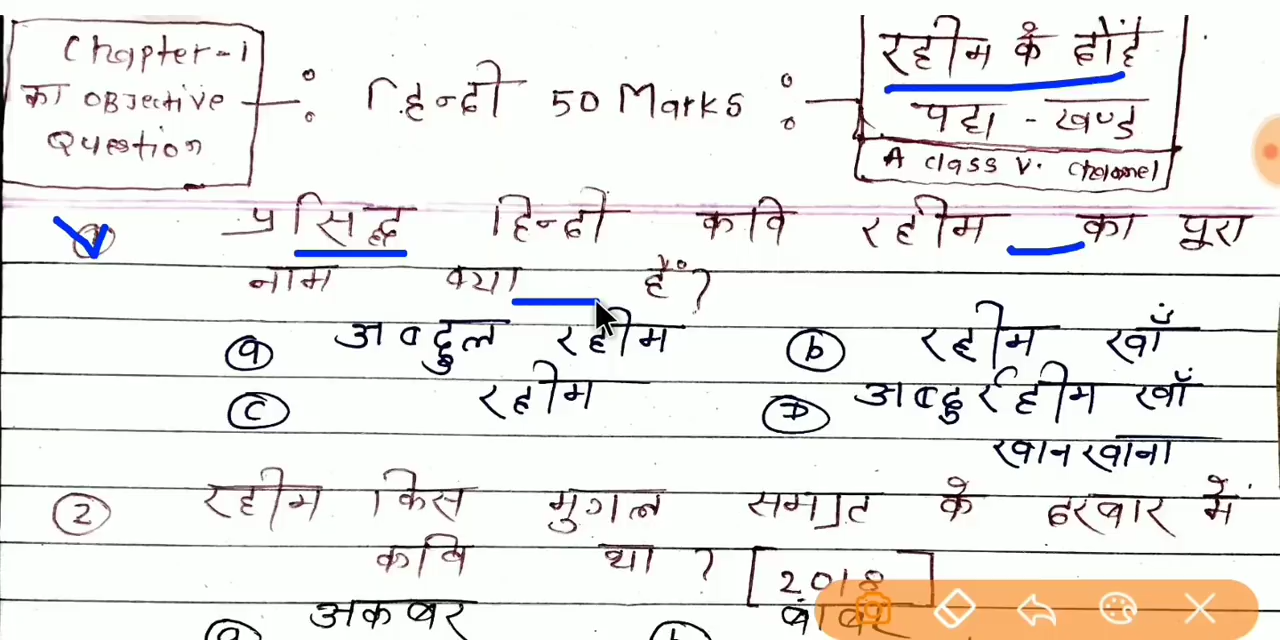 Chapter-1
का OBJective
Question
हिन्दी 50 Marks
रहीम के दोहे
पद्य - खण्ड
A class V. Channel
① प्रसिद्ध हिन्दी कवि रहीम का पूरा
नाम क्या है?
ⓐ अब्दुल रहीम ⓑ रहीम खाँ
ⓒ रहीम Ⓓ अब्दुर्रहीम खाँ
खानखाना
② रहीम किस मुगल सम्राट के दरबार में
कवि था ? [2018]
ⓐ अकबर ⓑ बाबर